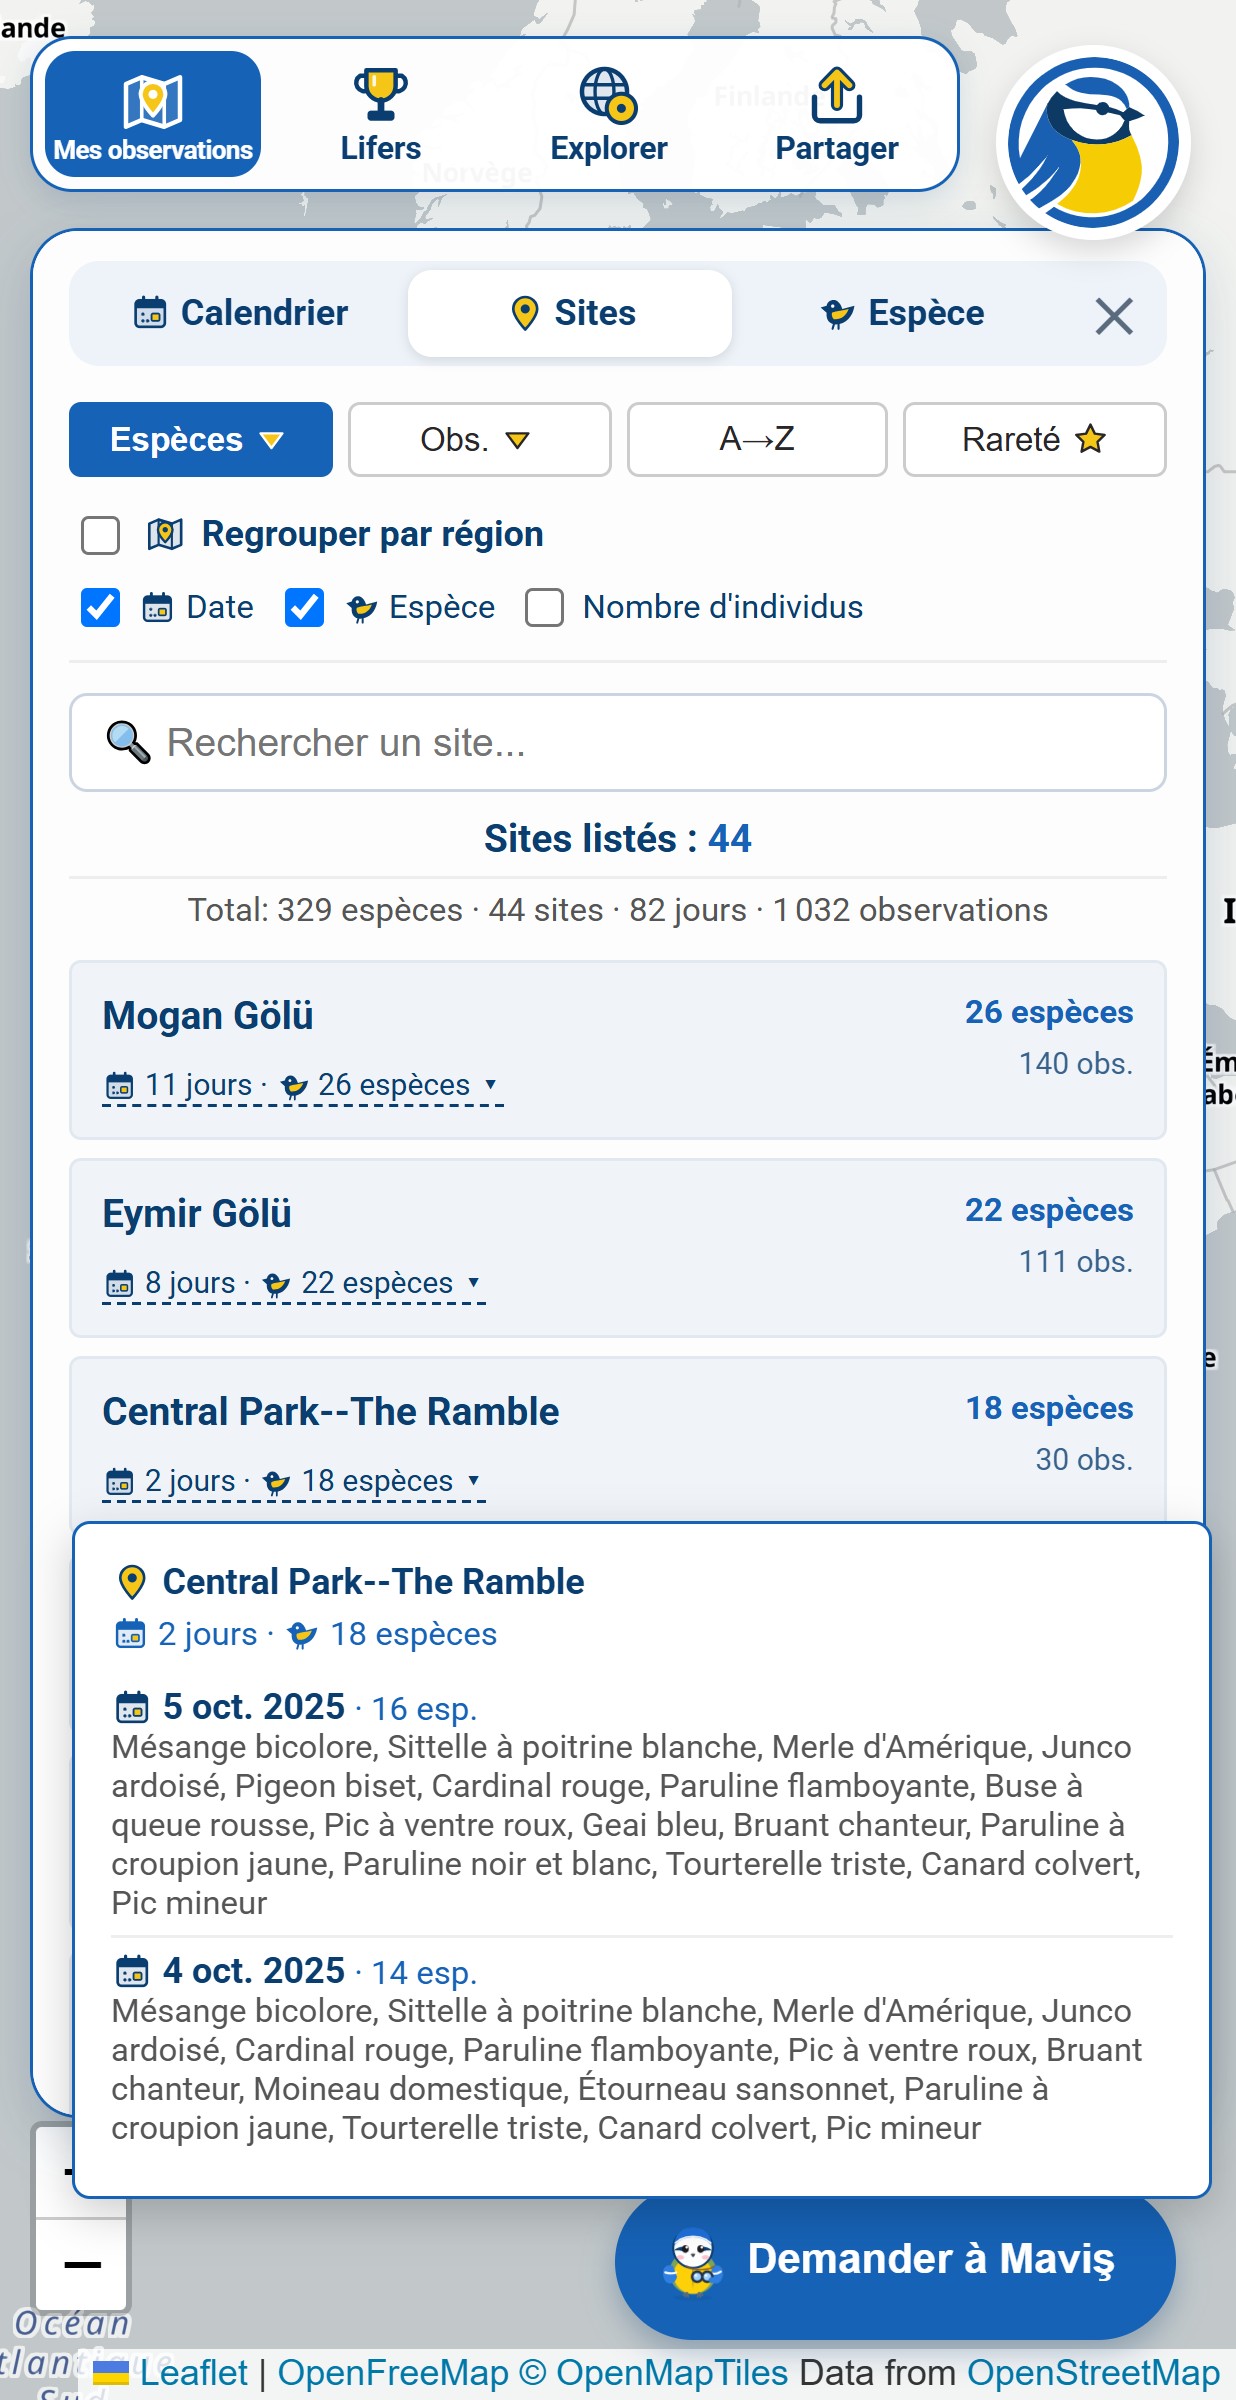 ande
Mes observations
Lifers
Explorer
Partager
Finlande
Norvège
Calendrier
Sites
Espèce
Espèces
Obs.
A→Z
Rareté
Regrouper par région
Date
Espèce
Nombre d'individus
Rechercher un site...
Sites listés : 44
Total: 329 espèces · 44 sites · 82 jours · 1 032 observations
Mogan Gölü
26 espèces
140 obs.
11 jours · 26 espèces ▼
Eymir Gölü
22 espèces
111 obs.
8 jours · 22 espèces ▼
Central Park--The Ramble
18 espèces
30 obs.
2 jours · 18 espèces ▼
Central Park--The Ramble
2 jours · 18 espèces
5 oct. 2025 · 16 esp.
Mésange bicolore, Sittelle à poitrine blanche, Merle d'Amérique, Junco
ardoisé, Pigeon biset, Cardinal rouge, Paruline flamboyante, Buse à
queue rousse, Pic à ventre roux, Geai bleu, Bruant chanteur, Paruline à
croupion jaune, Paruline noir et blanc, Tourterelle triste, Canard colvert,
Pic mineur
4 oct. 2025 · 14 esp.
Mésange bicolore, Sittelle à poitrine blanche, Merle d'Amérique, Junco
ardoisé, Cardinal rouge, Paruline flamboyante, Pic à ventre roux, Bruant
chanteur, Moineau domestique, Étourneau sansonnet, Paruline à
croupion jaune, Tourterelle triste, Canard colvert, Pic mineur
Demander à Maviş
Océan
Leaflet | OpenFreeMap © OpenMapTiles Data from OpenStreetMap